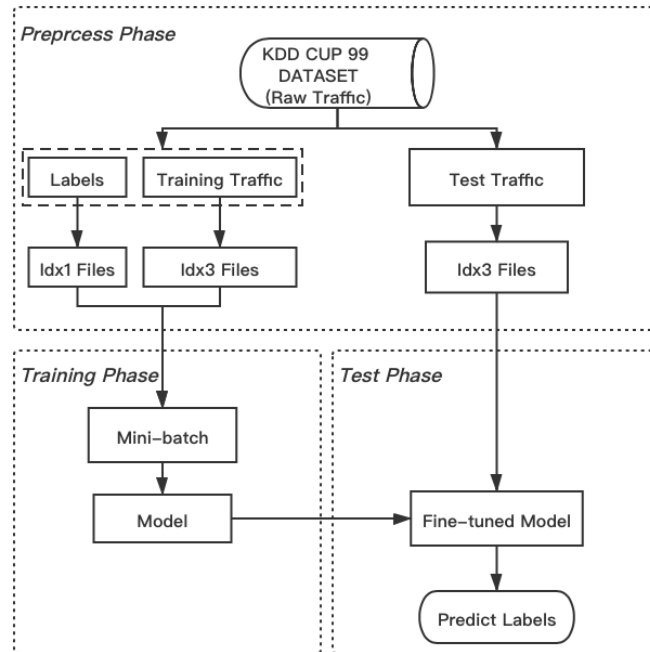 Preprcess Phase
KDD CUP 99
DATASET
(Raw Traffic)
Labels
Training Traffic
Test Traffic
Idx1 Files
Idx3 Files
Idx3 Files
Training Phase
Test Phase
Mini-batch
Model
Fine-tuned Model
Predict Labels